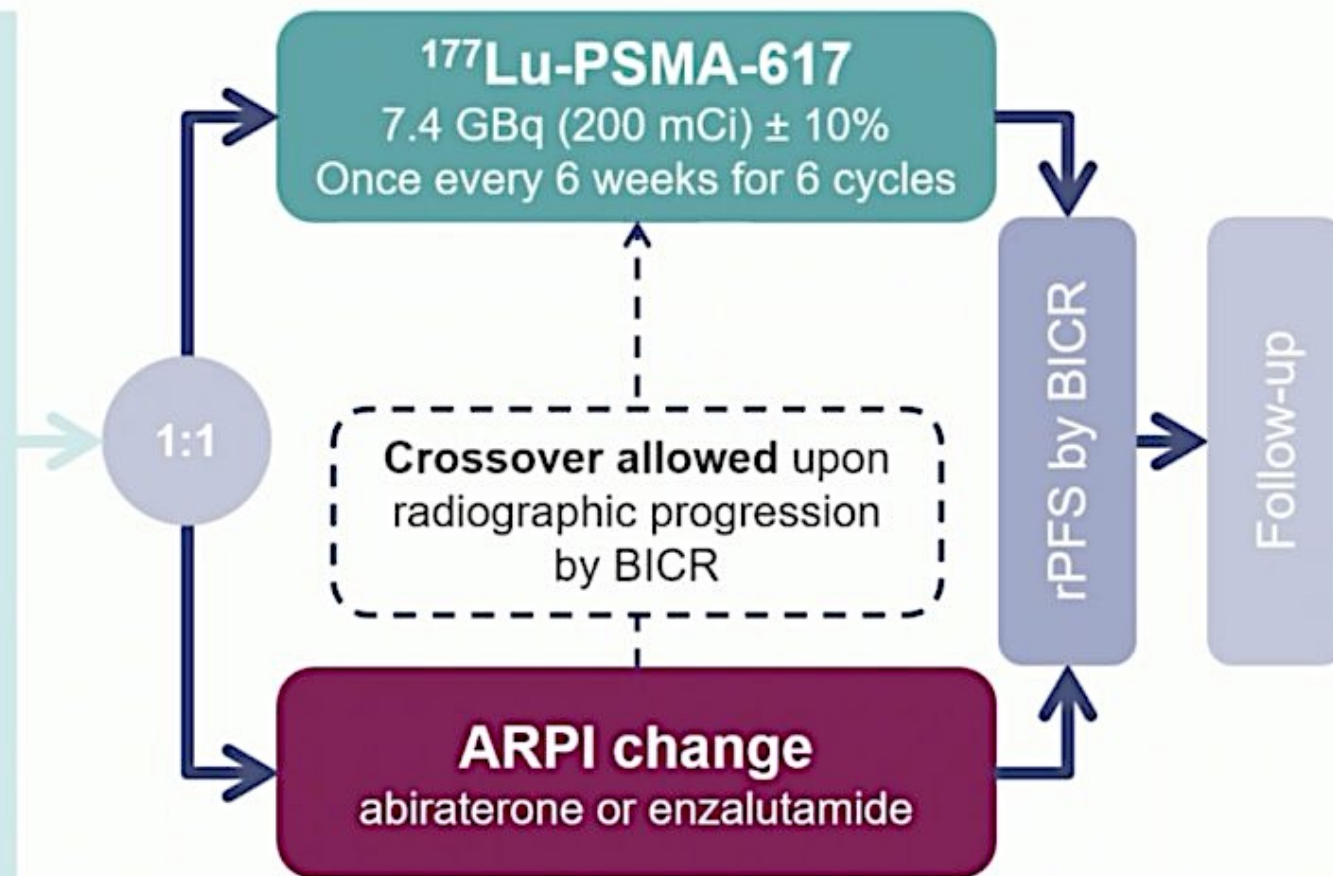 ¹⁷⁷Lu-PSMA-617
7.4 GBq (200 mCi) ± 10%
Once every 6 weeks for 6 cycles
1:1
Crossover allowed upon
radiographic progression
by BICR
ARPI change
abiraterone or enzalutamide
rPFS by BICR
Follow-up